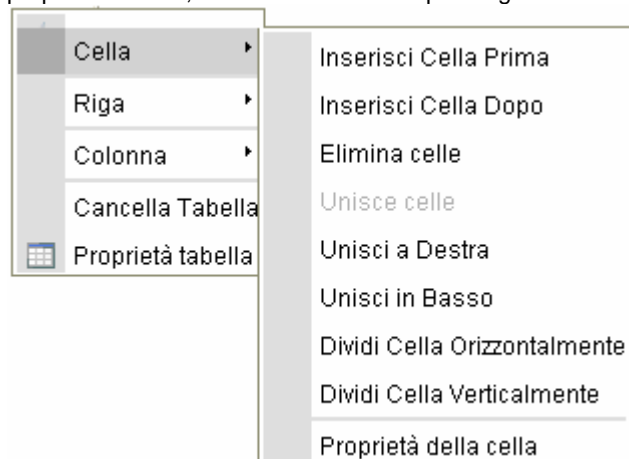 Cella
Riga
Colonna
Cancella Tabella
Proprietà tabella
Inserisci Cella Prima
Inserisci Cella Dopo
Elimina celle
Unisce celle
Unisci a Destra
Unisci in Basso
Dividi Cella Orizzontalmente
Dividi Cella Verticalmente
Proprietà della cella